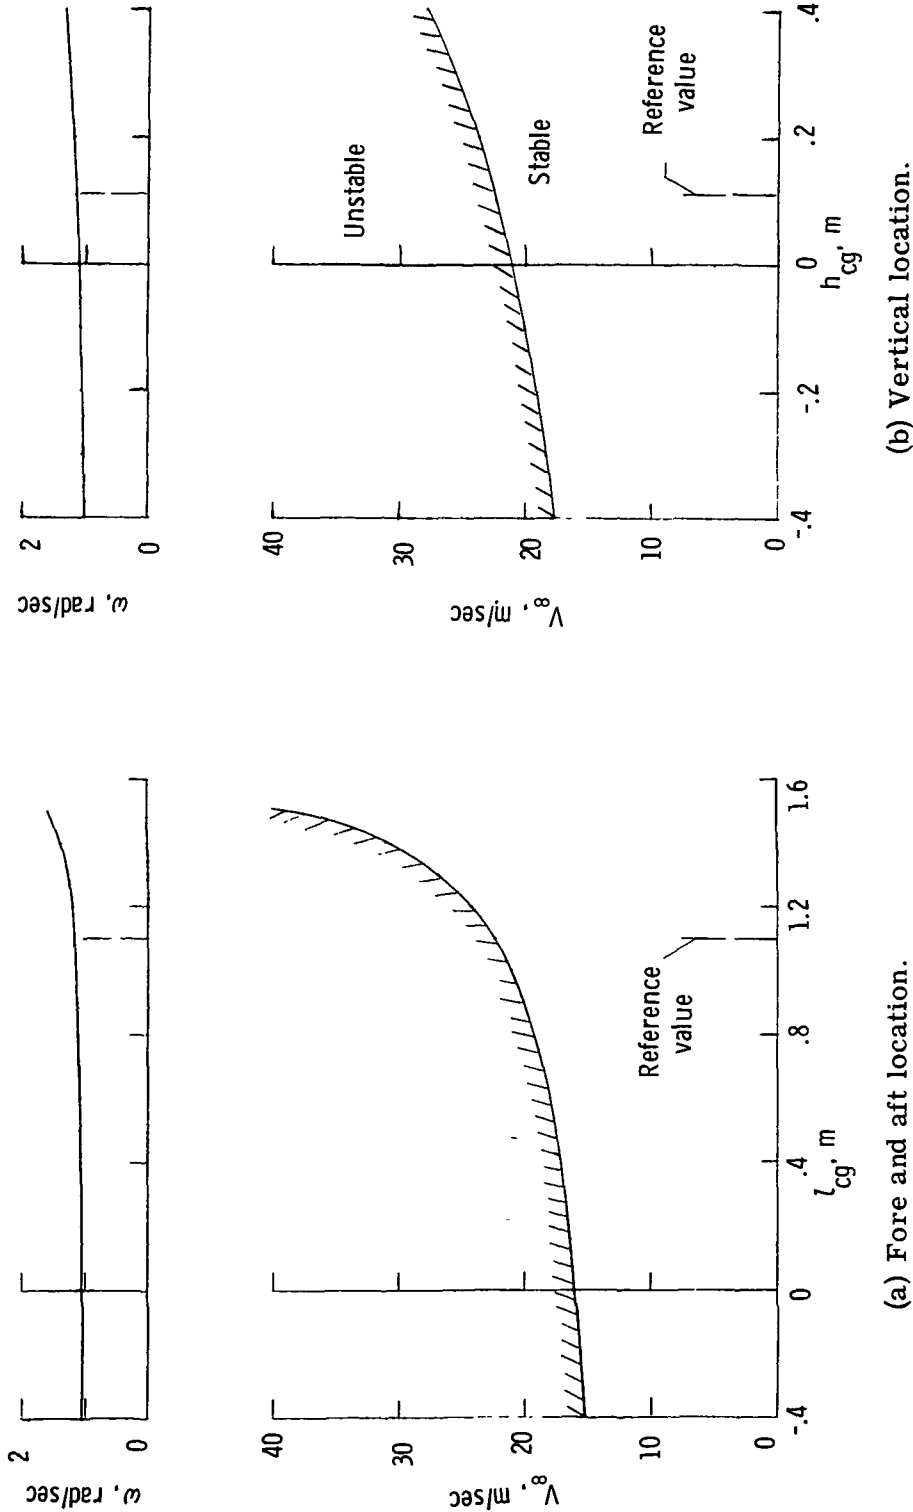 2
0
ω, rad/sec
40
30
20
10
0
V∞, m/sec
-.4
0
.4
.8
1.2
1.6
lcg, m
Reference
value
(a) Fore and aft location.
2
0
ω, rad/sec
40
30
20
10
0
V∞, m/sec
Unstable
Stable
Reference
value
-.4
-.2
0
.2
.4
hcg, m
(b) Vertical location.